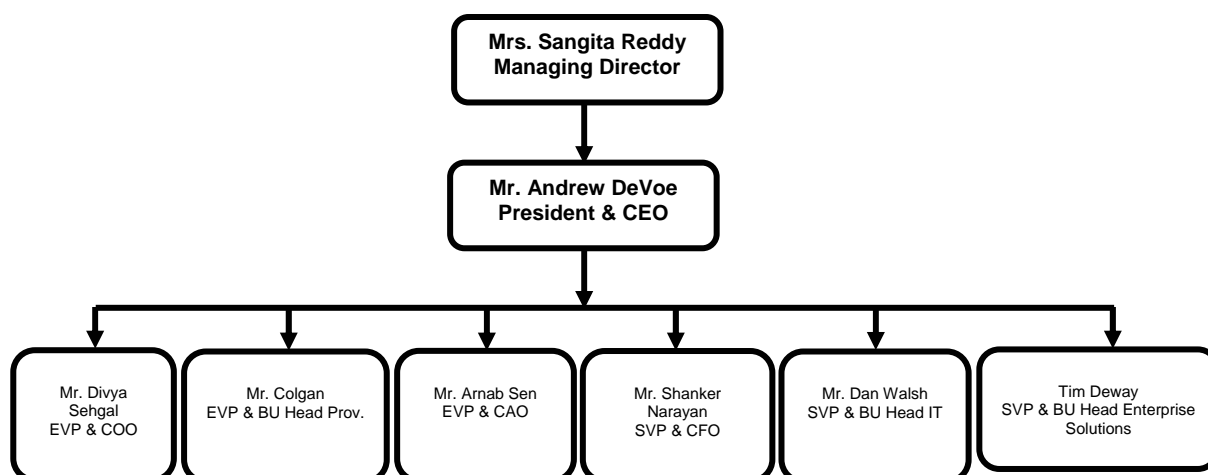 Mrs. Sangita Reddy
Managing Director
Mr. Andrew DeVoe
President & CEO
Mr. Divya
Sehgal
EVP & COO
Mr. Colgan
EVP & BU Head Prov.
Mr. Arnab Sen
EVP & CAO
Mr. Shanker
Narayan
SVP & CFO
Mr. Dan Walsh
SVP & BU Head IT
Tim Deway
SVP & BU Head Enterprise
Solutions